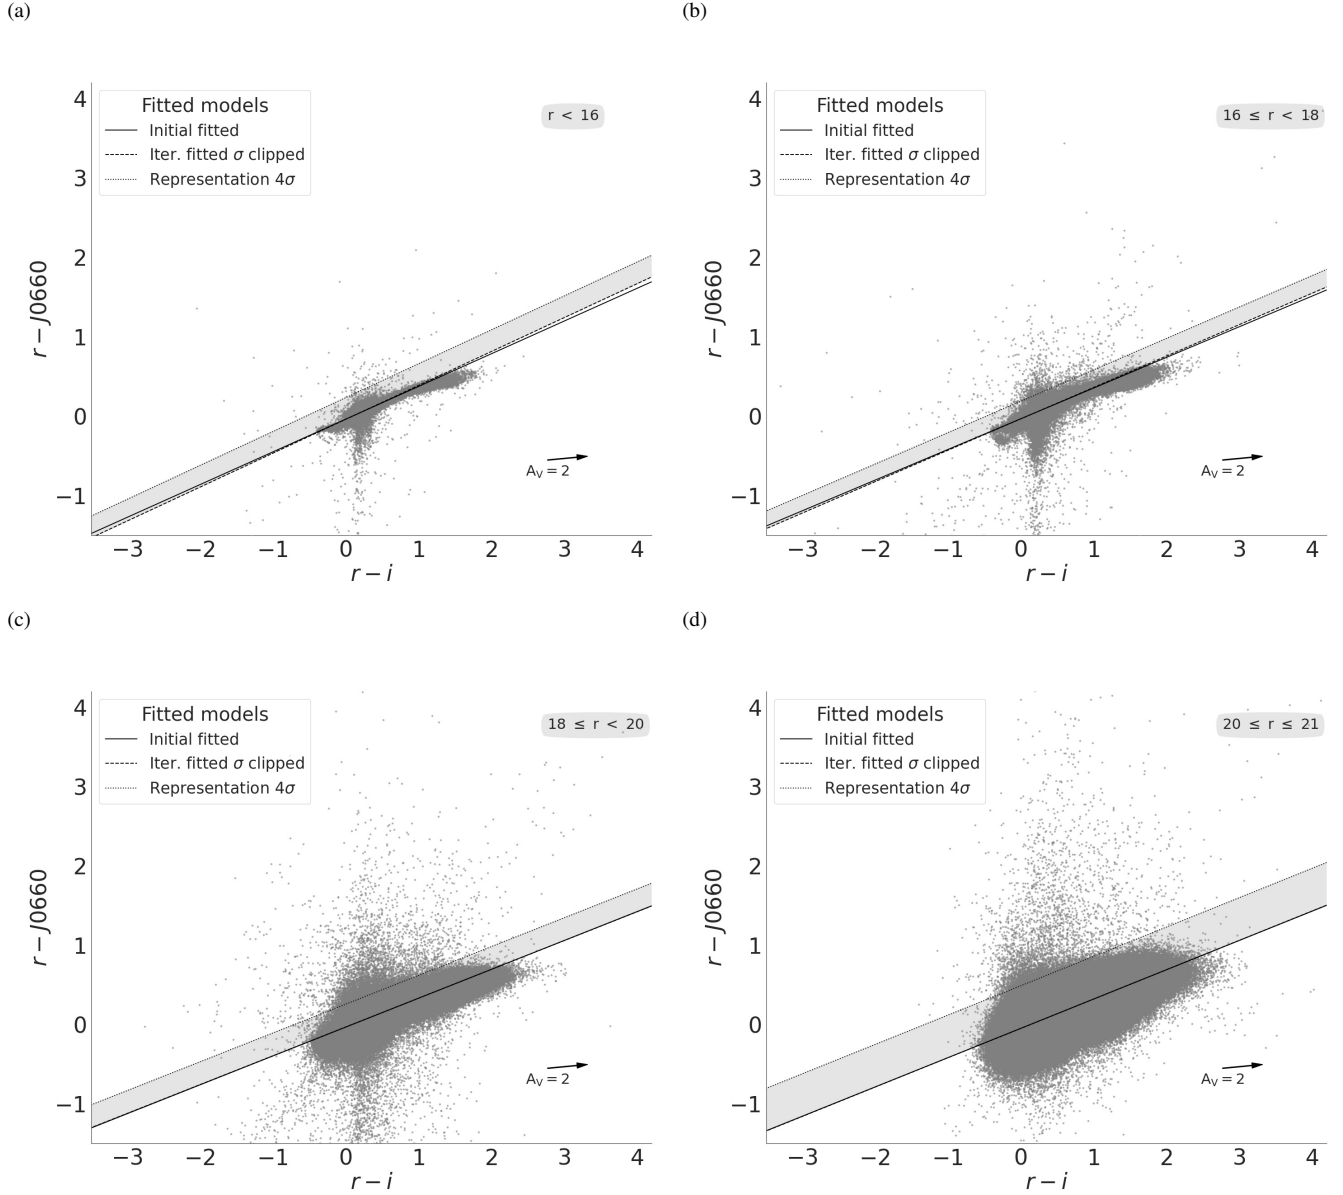 (a)
Fitted models
Initial fitted
Iter. fitted σ clipped
Representation 4σ
r < 16
4
3
2
1
0
−1
r − J0660
A_V = 2
−3 −2 −1 0 1 2 3 4
r − i
(b)
Fitted models
Initial fitted
Iter. fitted σ clipped
Representation 4σ
16 ≤ r < 18
4
3
2
1
0
−1
r − J0660
A_V = 2
−3 −2 −1 0 1 2 3 4
r − i
(c)
Fitted models
Initial fitted
Iter. fitted σ clipped
Representation 4σ
18 ≤ r < 20
4
3
2
1
0
−1
r − J0660
A_V = 2
−3 −2 −1 0 1 2 3 4
r − i
(d)
Fitted models
Initial fitted
Iter. fitted σ clipped
Representation 4σ
20 ≤ r ≤ 21
4
3
2
1
0
−1
r − J0660
A_V = 2
−3 −2 −1 0 1 2 3 4
r − i